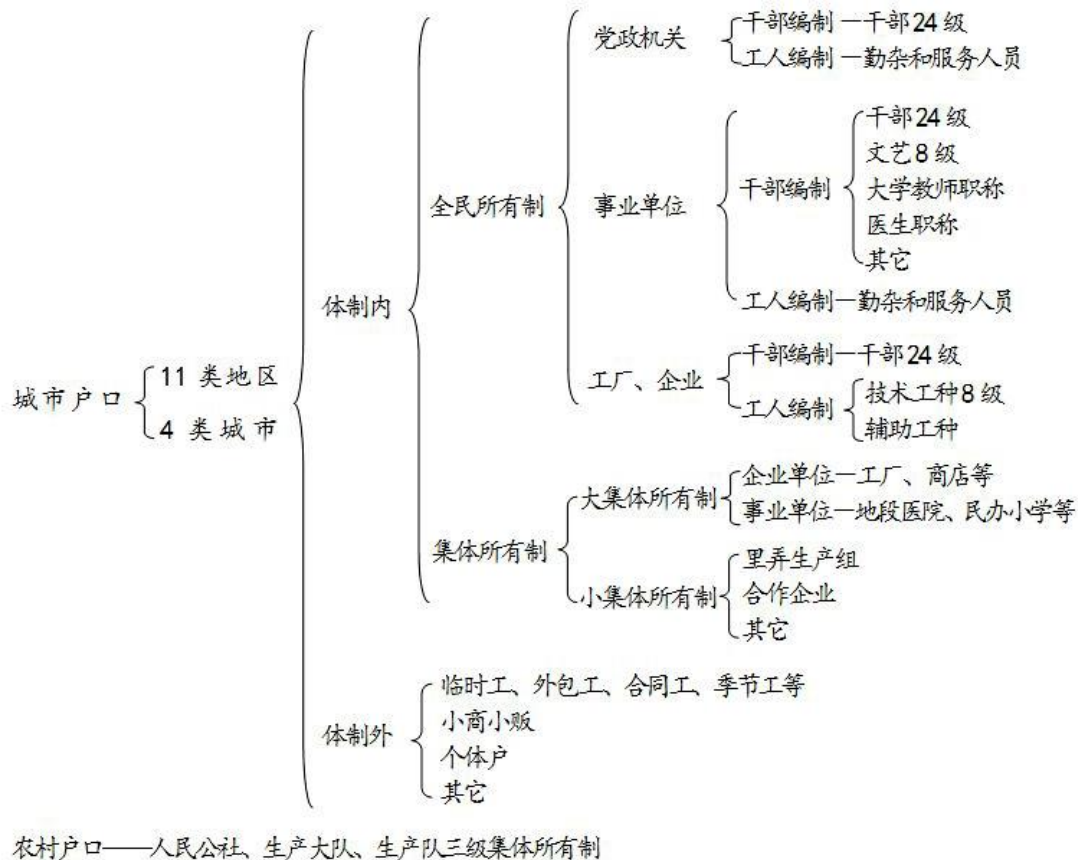 党政机关
干部编制—干部24级
工人编制—勤杂和服务人员
全民所有制
事业单位
干部编制
干部24级
文艺8级
大学教师职称
医生职称
其它
工人编制—勤杂和服务人员
体制内
工厂、企业
干部编制—干部24级
工人编制
技术工种8级
辅助工种
城市户口
11 类地区
4 类城市
集体所有制
大集体所有制
企业单位—工厂、商店等
事业单位—地段医院、民办小学等
小集体所有制
里弄生产组
合作企业
其它
体制外
临时工、外包工、合同工、季节工等
小商小贩
个体户
其它
农村户口——人民公社、生产大队、生产队三级集体所有制